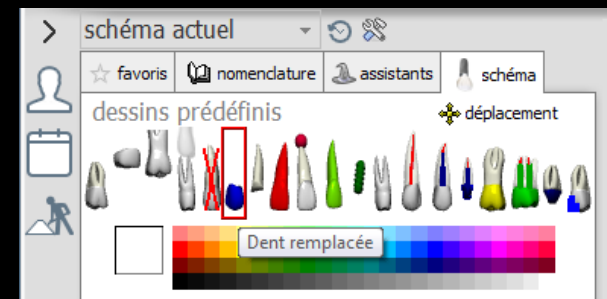 schéma actuel
favoris nomenclature assistants schéma
dessins prédéfinis déplacement
Dent remplacée